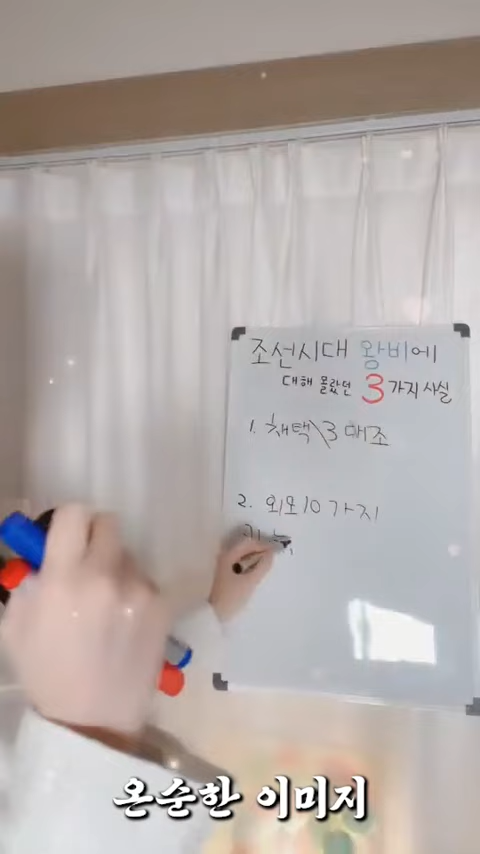 조선시대 왕비에
대해 몰랐던 3가지 사실
1. 채택\3 매조
2. 외모 10가지
온순한 이미지